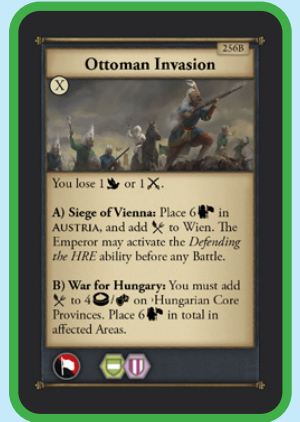 256B
Ottoman Invasion
X
You lose 1 or 1.
A) Siege of Vienna: Place 6 in
AUSTRIA, and add to Wien. The
Emperor may activate the Defending
the HRE ability before any Battle.
B) War for Hungary: You must add
to 4 / on Hungarian Core
Provinces. Place 6 in total in
affected Areas.